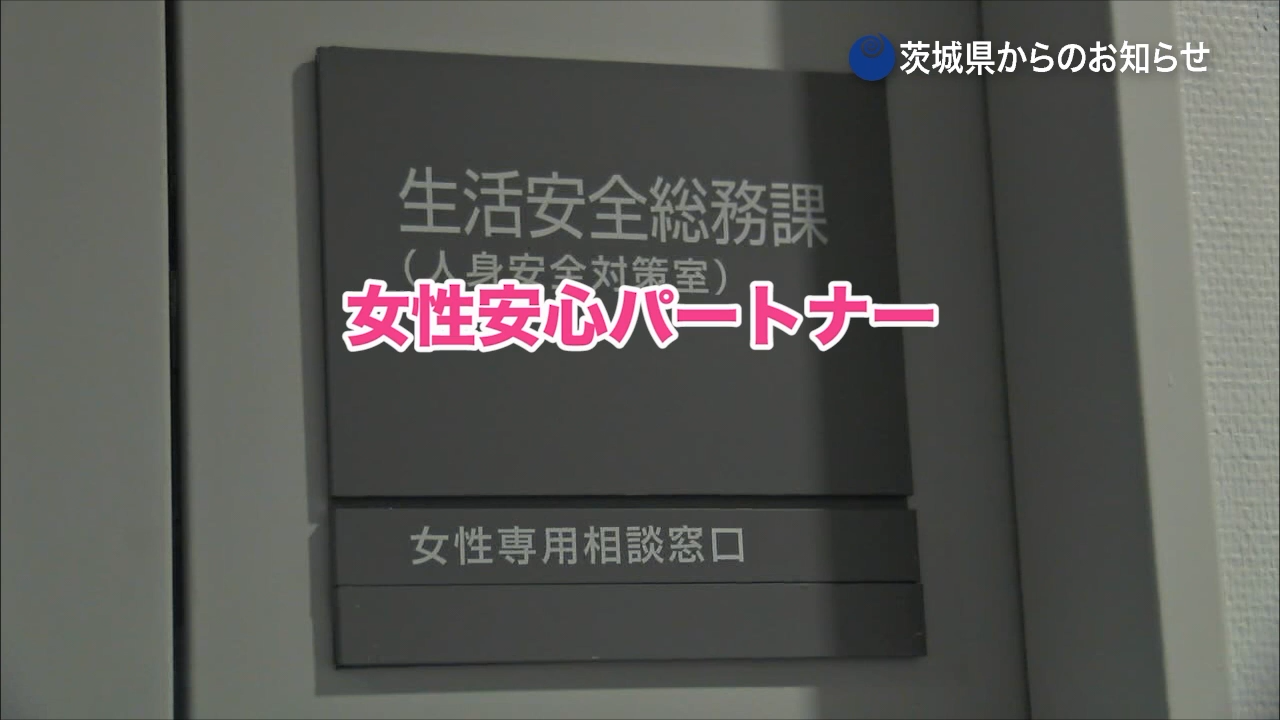 茨城県からのお知らせ
生活安全総務課
（人身安全対策室）
女性安心パートナー
女性専用相談窓口